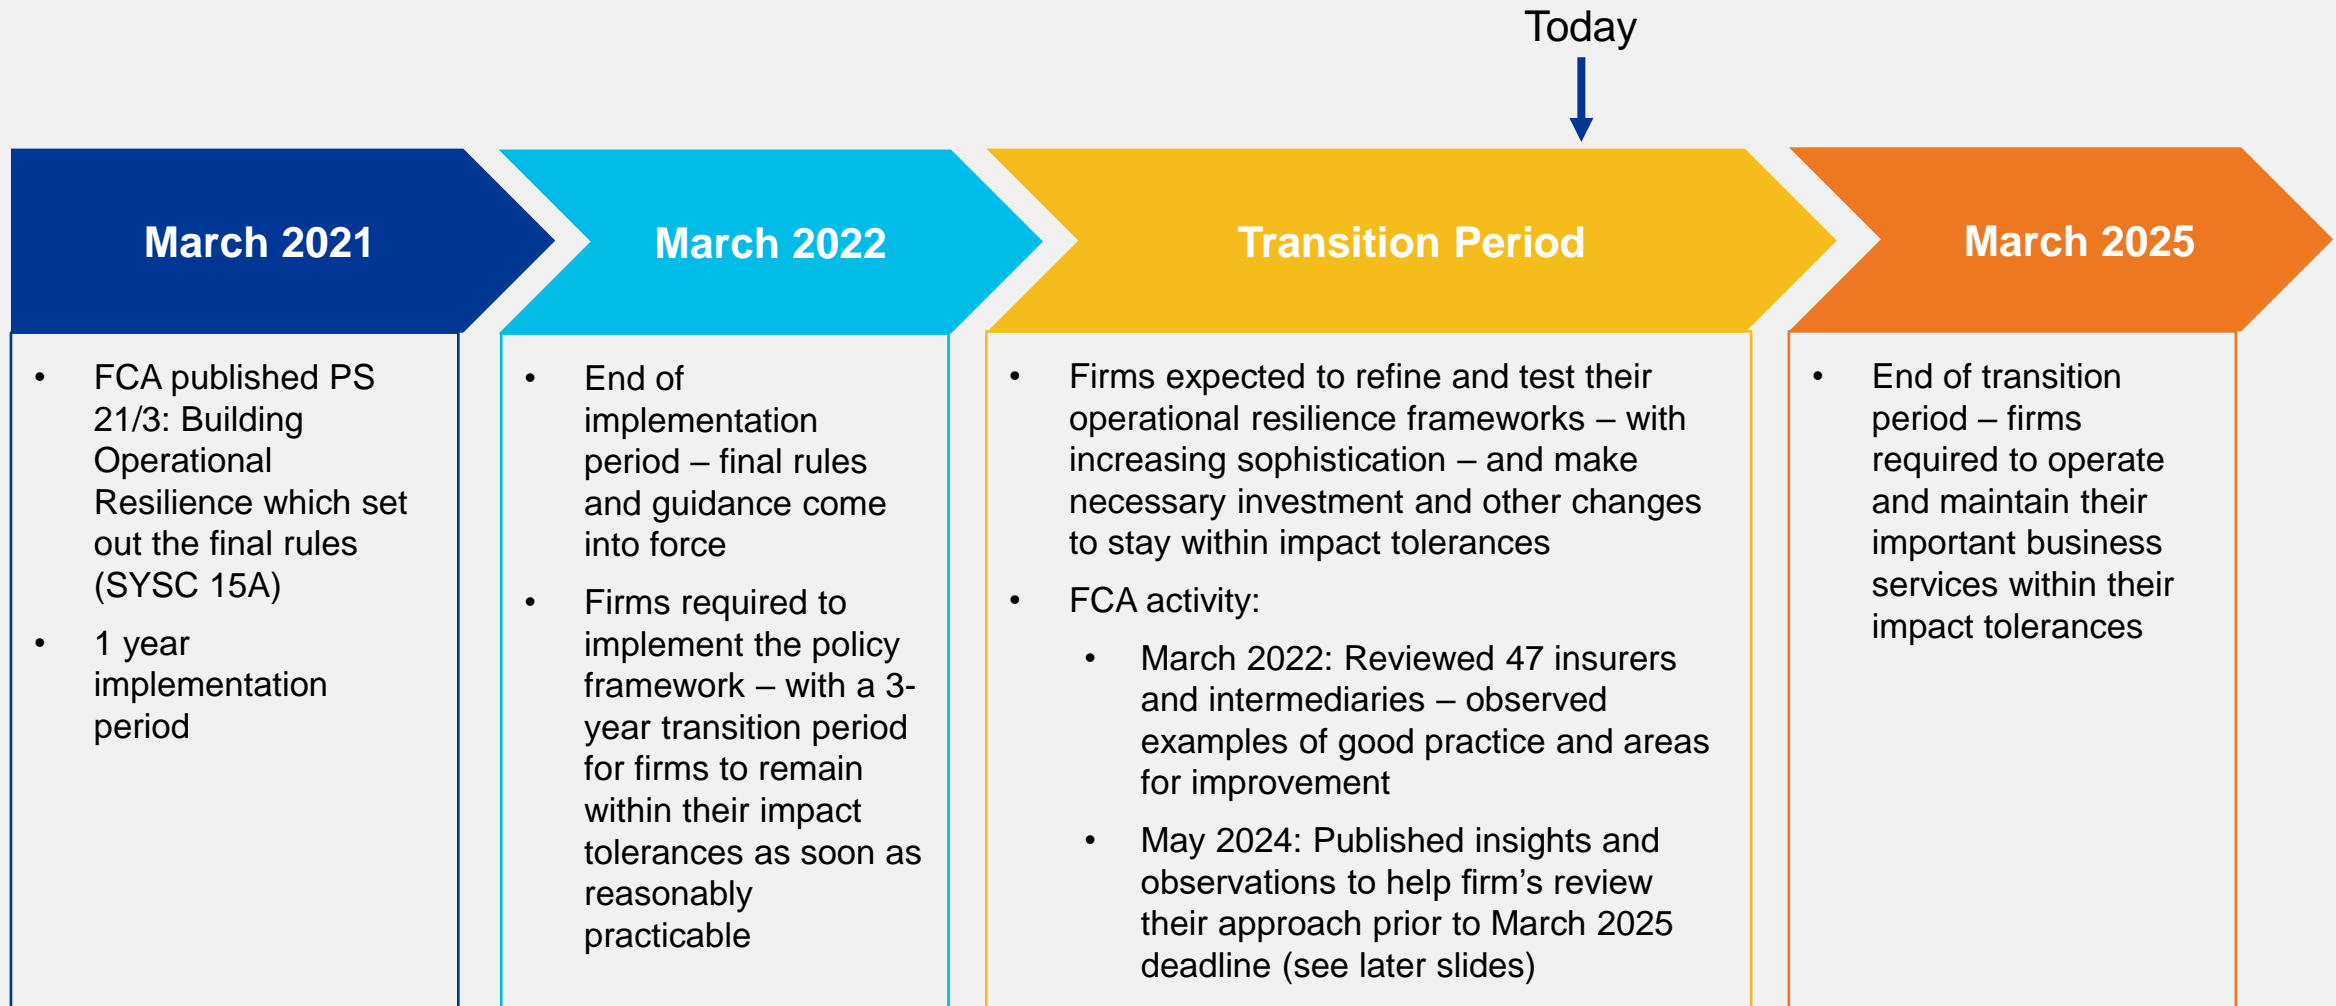 Today
March 2021
March 2022
Transition Period
March 2025
• FCA published PS
21/3: Building
Operational
Resilience which set
out the final rules
(SYSC 15A)
• 1 year
implementation
period
• End of
implementation
period – final rules
and guidance come
into force
• Firms required to
implement the policy
framework – with a 3-
year transition period
for firms to remain
within their impact
tolerances as soon as
reasonably
practicable
• Firms expected to refine and test their
operational resilience frameworks – with
increasing sophistication – and make
necessary investment and other changes
to stay within impact tolerances
• FCA activity:
• March 2022: Reviewed 47 insurers
and intermediaries – observed
examples of good practice and areas
for improvement
• May 2024: Published insights and
observations to help firm’s review
their approach prior to March 2025
deadline (see later slides)
• End of transition
period – firms
required to operate
and maintain their
important business
services within their
impact tolerances